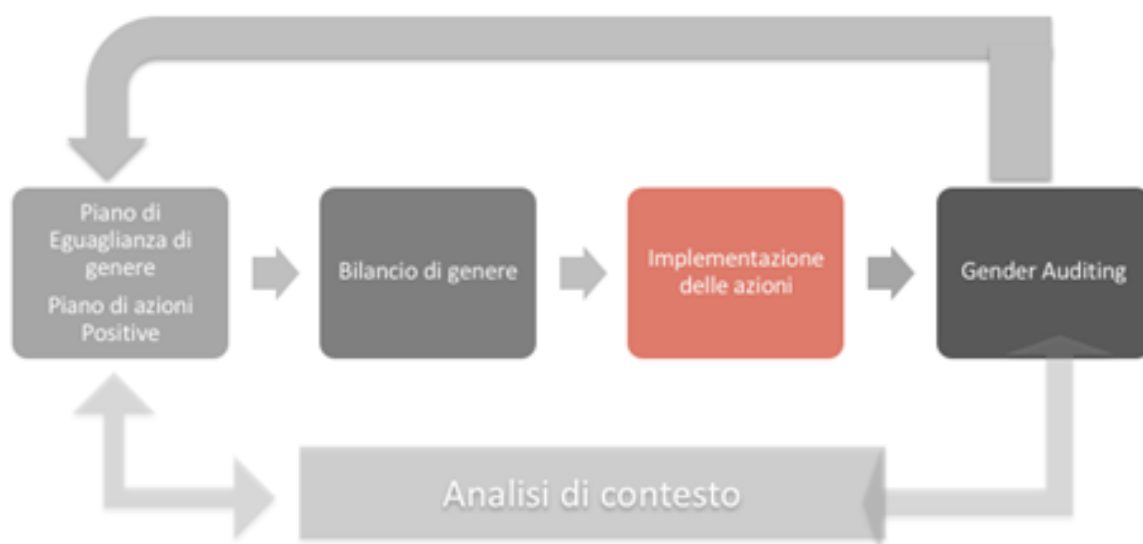 Piano di
Eguaglianza di
genere
Piano di azioni
Positive
Bilancio di genere
Implementazione
delle azioni
Gender Auditing
Analisi di contesto